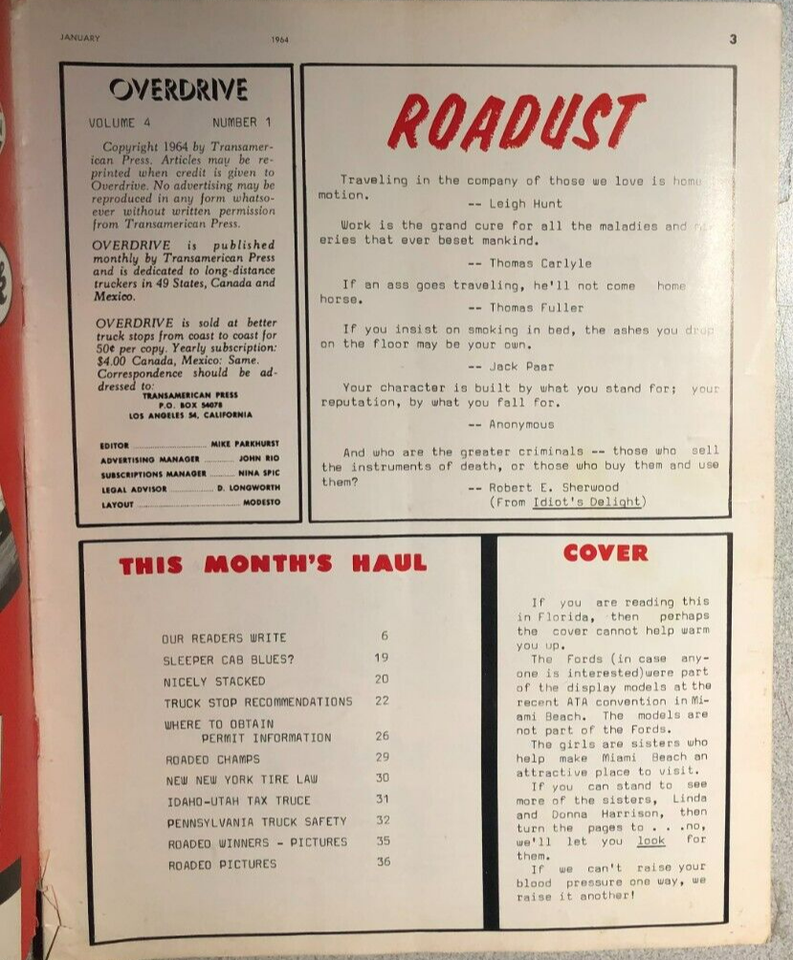 JANUARY 1964 3
OVERDRIVE
VOLUME 4 NUMBER 1
Copyright 1964 by Transamer-
ican Press. Articles may be re-
printed when credit is given to
Overdrive. No advertising may be
reproduced in any form whatso-
ever without written permission
from Transamerican Press.
OVERDRIVE is published
monthly by Transamerican Press
and is dedicated to long-distance
truckers in 49 States, Canada and
Mexico.
OVERDRIVE is sold at better
truck stops from coast to coast for
50¢ per copy. Yearly subscription:
$4.00 Canada, Mexico: Same.
Correspondence should be ad-
dressed to:
TRANSAMERICAN PRESS
P.O. BOX 54078
LOS ANGELES 54, CALIFORNIA
EDITOR MIKE PARKHURST
ADVERTISING MANAGER JOHN RIO
SUBSCRIPTIONS MANAGER NINA SPIC
LEGAL ADVISOR D. LONGWORTH
LAYOUT MODESTO
ROADUST
Traveling in the company of those we love is home
motion.
-- Leigh Hunt
Work is the grand cure for all the maladies and
eries that ever beset mankind.
-- Thomas Carlyle
If an ass goes traveling, he'll not come home
horse.
-- Thomas Fuller
If you insist on smoking in bed, the ashes you drop
on the floor may be your own.
-- Jack Paar
Your character is built by what you stand for; your
reputation, by what you fall for.
-- Anonymous
And who are the greater criminals -- those who sell
the instruments of death, or those who buy them and use
them?
-- Robert E. Sherwood
(From Idiot's Delight)
THIS MONTH'S HAUL
OUR READERS WRITE 6
SLEEPER CAB BLUES? 19
NICELY STACKED 20
TRUCK STOP RECOMMENDATIONS 22
WHERE TO OBTAIN
PERMIT INFORMATION 26
ROADEO CHAMPS 29
NEW NEW YORK TIRE LAW 30
IDAHO-UTAH TAX TRUCE 31
PENNSYLVANIA TRUCK SAFETY 32
ROADEO WINNERS - PICTURES 35
ROADEO PICTURES 36
COVER
If you are reading this
in Florida, then perhaps
the cover cannot help warm
you up.
The Fords (in case any-
one is interested)were part
of the display models at the
recent ATA convention in Mi-
ami Beach. The models are
not part of the Fords.
The girls are sisters who
help make Miami Beach an
attractive place to visit.
If you can stand to see
more of the sisters, Linda
and Donna Harrison, then
turn the pages to . . .no,
we'll let you look for
them.
If we can't raise your
blood pressure one way, we
raise it another!